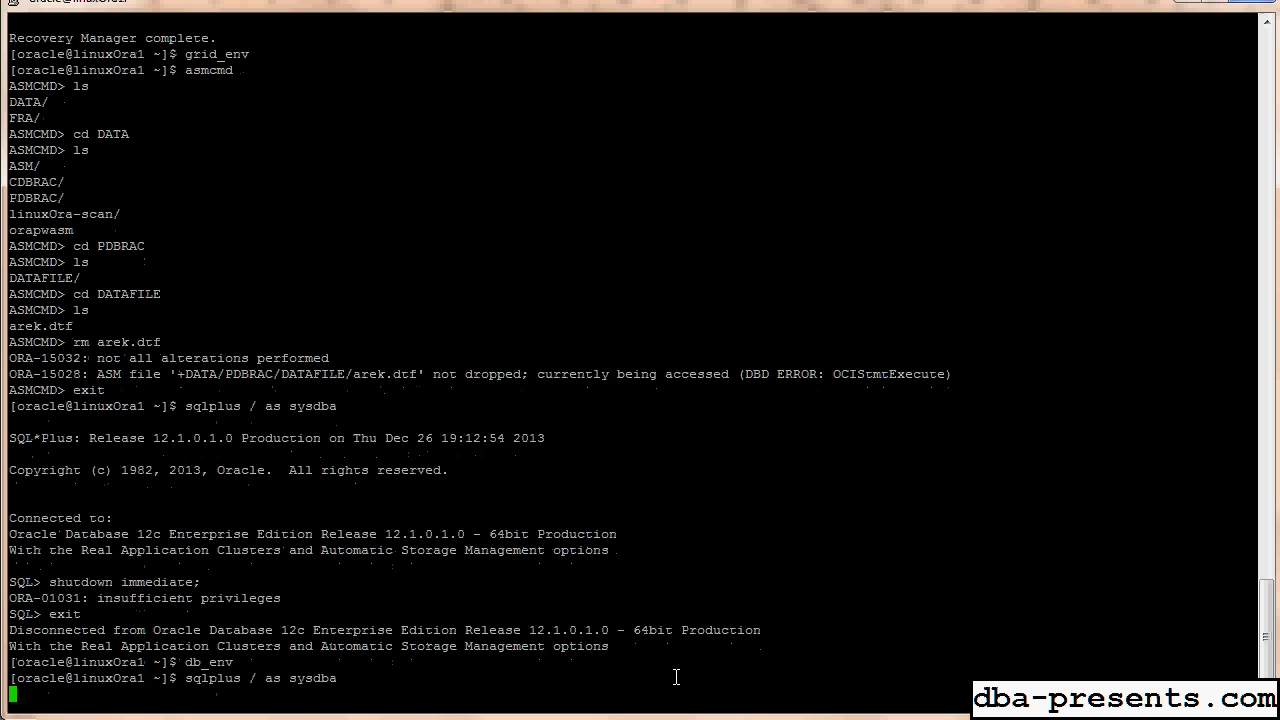 Recovery Manager complete.
[oracle@linuxOra1 ~]$ grid_env
[oracle@linuxOra1 ~]$ asmcmd
ASMCMD> ls
DATA/
FRA/
ASMCMD> cd DATA
ASMCMD> ls
ASM/
CDBRAC/
PDBRAC/
linuxOra-scan/
orapwasm
ASMCMD> cd PDBRAC
ASMCMD> ls
DATAFILE/
ASMCMD> cd DATAFILE
ASMCMD> ls
arek.dtf
ASMCMD> rm arek.dtf
ORA-15032: not all alterations performed
ORA-15028: ASM file '+DATA/PDBRAC/DATAFILE/arek.dtf' not dropped; currently being accessed (DBD ERROR: OCIStmtExecute)
ASMCMD> exit
[oracle@linuxOra1 ~]$ sqlplus / as sysdba
SQL*Plus: Release 12.1.0.1.0 Production on Thu Dec 26 19:12:54 2013
Copyright (c) 1982, 2013, Oracle.  All rights reserved.
Connected to:
Oracle Database 12c Enterprise Edition Release 12.1.0.1.0 - 64bit Production
With the Real Application Clusters and Automatic Storage Management options
SQL> shutdown immediate;
ORA-01031: insufficient privileges
SQL> exit
Disconnected from Oracle Database 12c Enterprise Edition Release 12.1.0.1.0 - 64bit Production
With the Real Application Clusters and Automatic Storage Management options
[oracle@linuxOra1 ~]$ db_env
[oracle@linuxOra1 ~]$ sqlplus / as sysdba
dba-presents.com